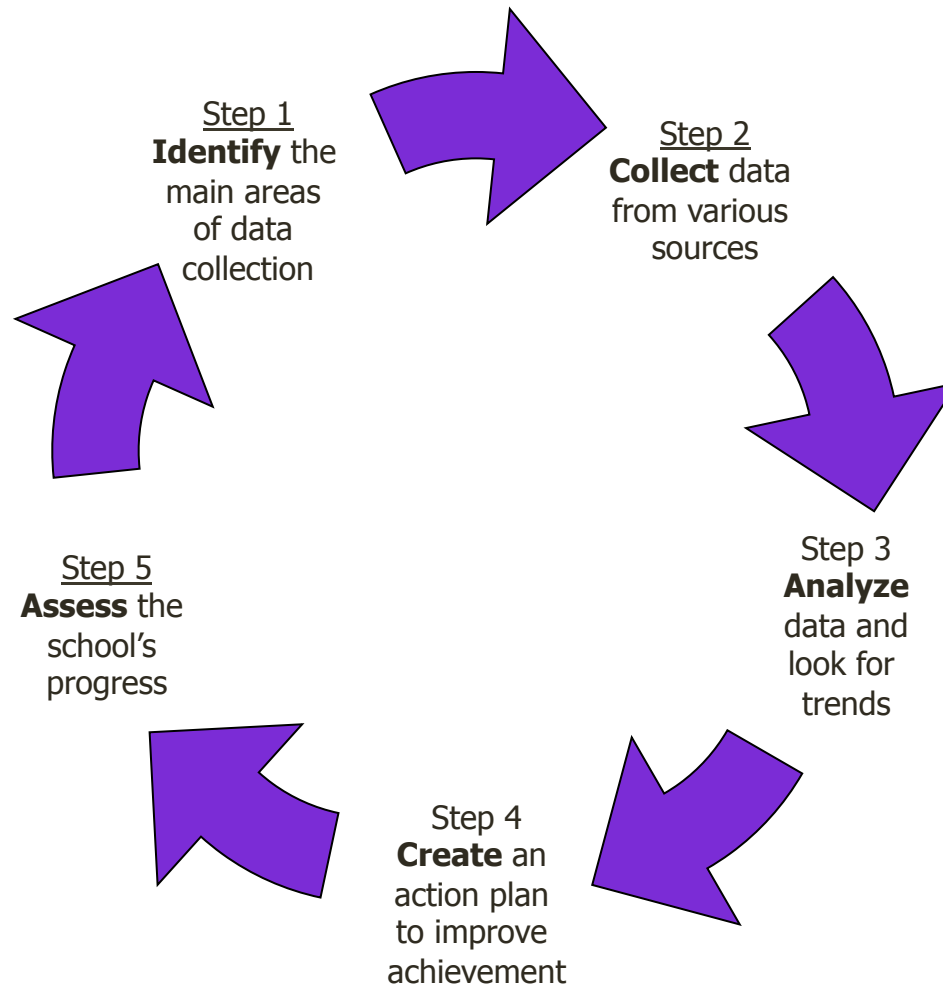 Step 1
Identify the
main areas
of data
collection
Step 2
Collect data
from various
sources
Step 3
Analyze
data and
look for
trends
Step 4
Create an
action plan
to improve
achievement
Step 5
Assess the
school’s
progress